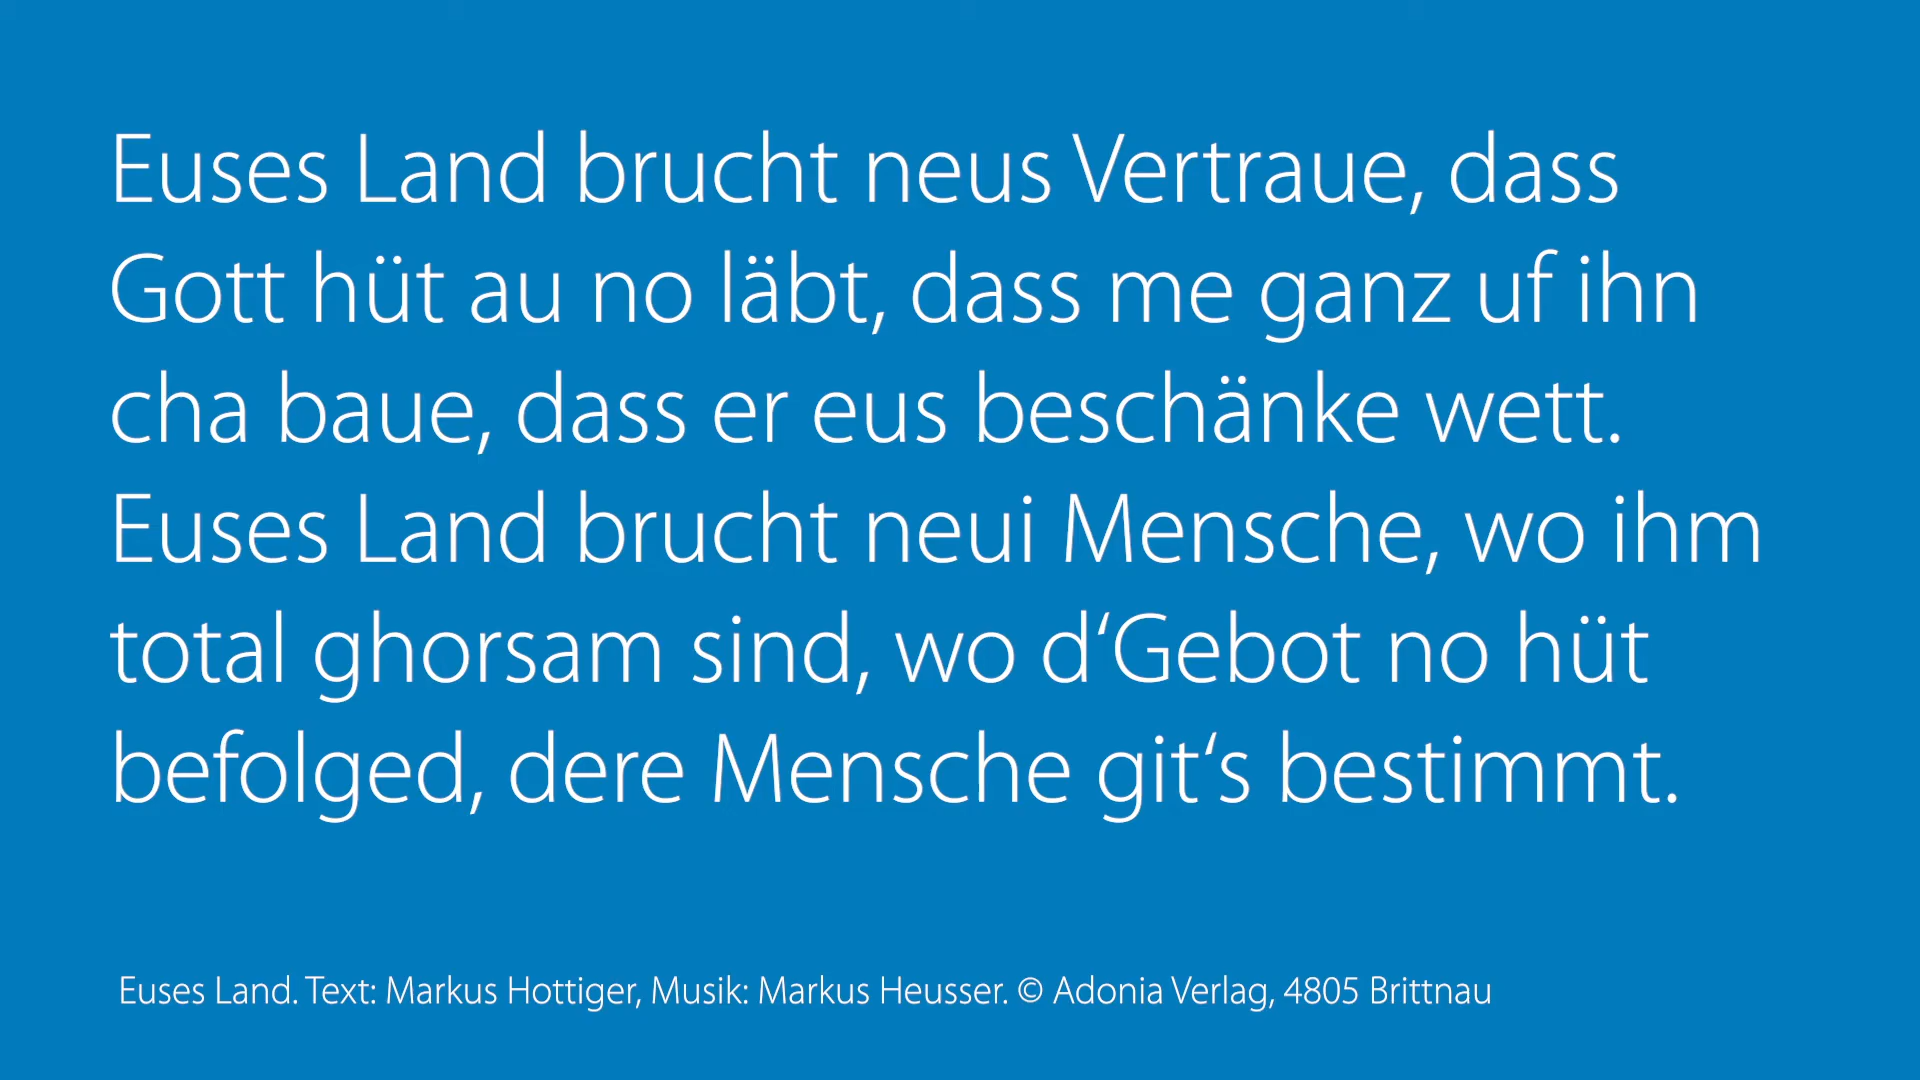 Euses Land brucht neus Vertraue, dass
Gott hüt au no läbt, dass me ganz uf ihn
cha baue, dass er eus beschänke wett.
Euses Land brucht neui Mensche, wo ihm
total ghorsam sind, wo d‘Gebot no hüt
befolged, dere Mensche git‘s bestimmt.
Euses Land. Text: Markus Hottiger, Musik: Markus Heusser. © Adonia Verlag, 4805 Brittnau